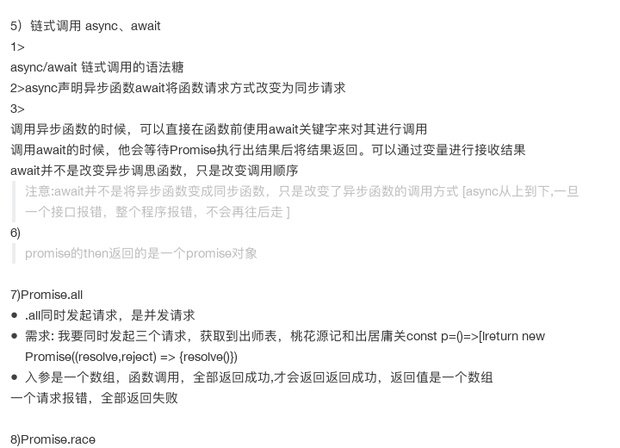 5）链式调用 async、await
1>
async/await 链式调用的语法糖
2>async声明异步函数await将函数请求方式改变为同步请求
3>
调用异步函数的时候，可以直接在函数前使用await关键字来对其进行调用
调用await的时候，他会等待Promise执行出结果后将结果返回。可以通过变量进行接收结果
await并不是改变异步调思函数，只是改变调用顺序
注意:await并不是将异步函数变成同步函数，只是改变了异步函数的调用方式 [async从上到下,一旦
一个接口报错，整个程序报错，不会再往后走 ]
6)
promise的then返回的是一个promise对象
7)Promise.all
● .all同时发起请求，是并发请求
● 需求: 我要同时发起三个请求，获取到出师表，桃花源记和出居庸关const p=()=>[lreturn new
Promise((resolve,reject) => {resolve()})
● 入参是一个数组，函数调用，全部返回成功,才会返回返回成功，返回值是一个数组
一个请求报错，全部返回失败
8)Promise.race